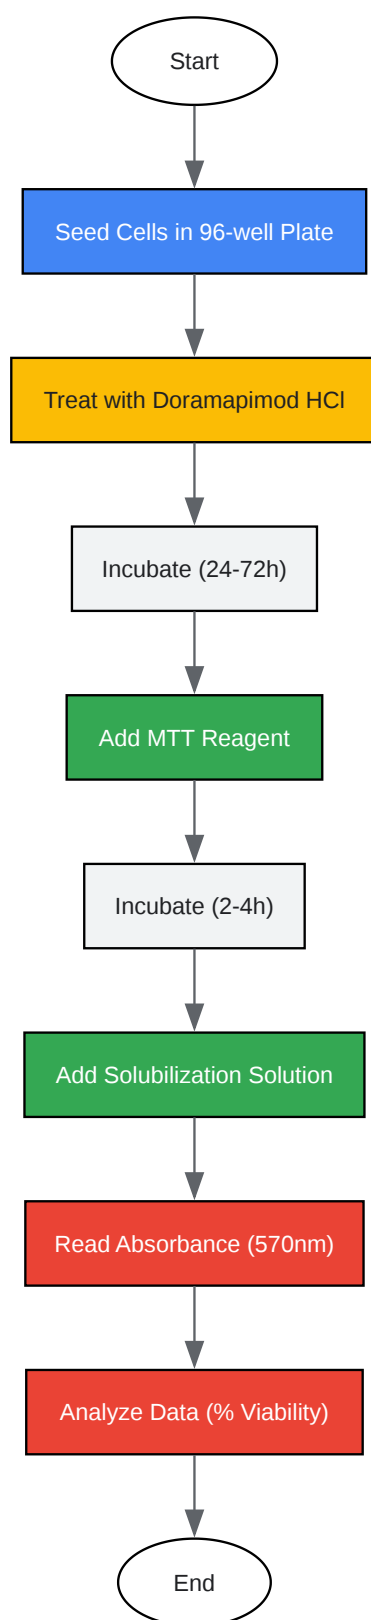 Start
Seed Cells in 96-well Plate
Treat with Doramapimod HCl
Incubate (24-72h)
Add MTT Reagent
Incubate (2-4h)
Add Solubilization Solution
Read Absorbance (570nm)
Analyze Data (% Viability)
End